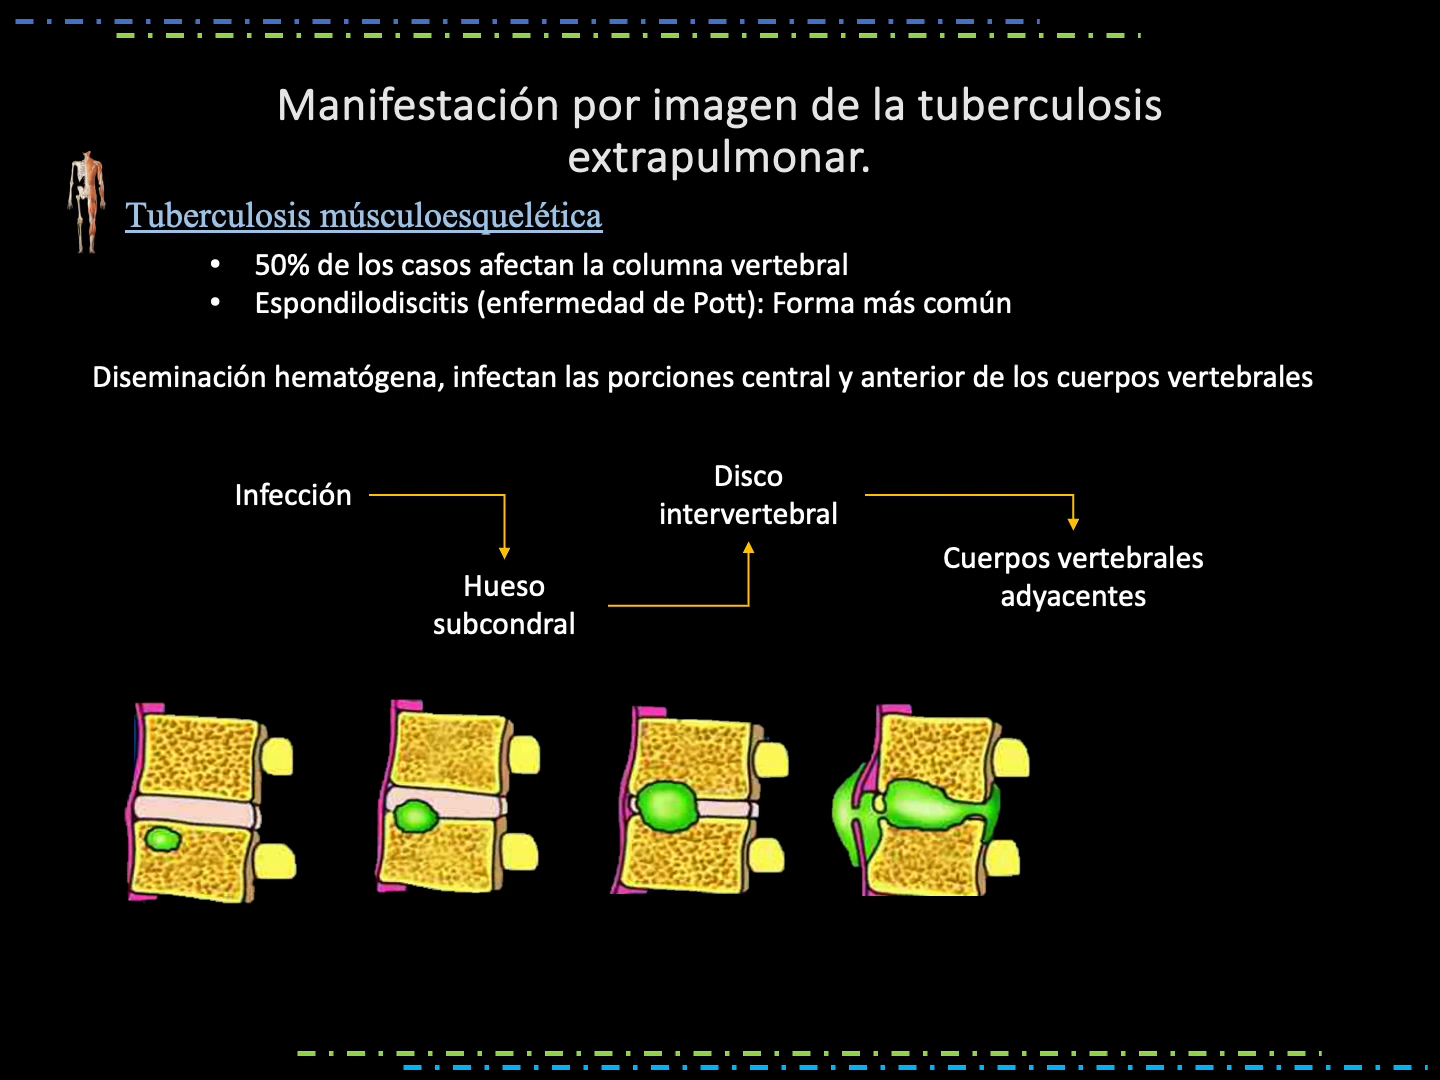 Manifestación por imagen de la tuberculosis
extrapulmonar.
Tuberculosis músculoesquelética
• 50% de los casos afectan la columna vertebral
• Espondilodiscitis (enfermedad de Pott): Forma más común
Diseminación hematógena, infectan las porciones central y anterior de los cuerpos vertebrales
Infección
Hueso
subcondral
Disco
intervertebral
Cuerpos vertebrales
adyacentes